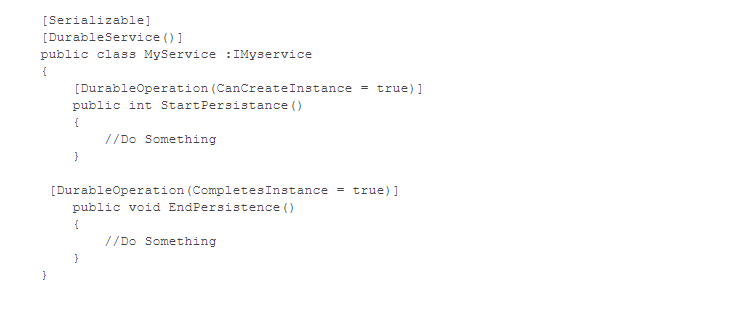 [Serializable]
[DurableService()]
public class MyService :IMyservice
{
[DurableOperation(CanCreateInstance = true)]
public int StartPersistance()
{
//Do Something
}
[DurableOperation(CompletesInstance = true)]
public void EndPersistence()
{
//Do Something
}
}